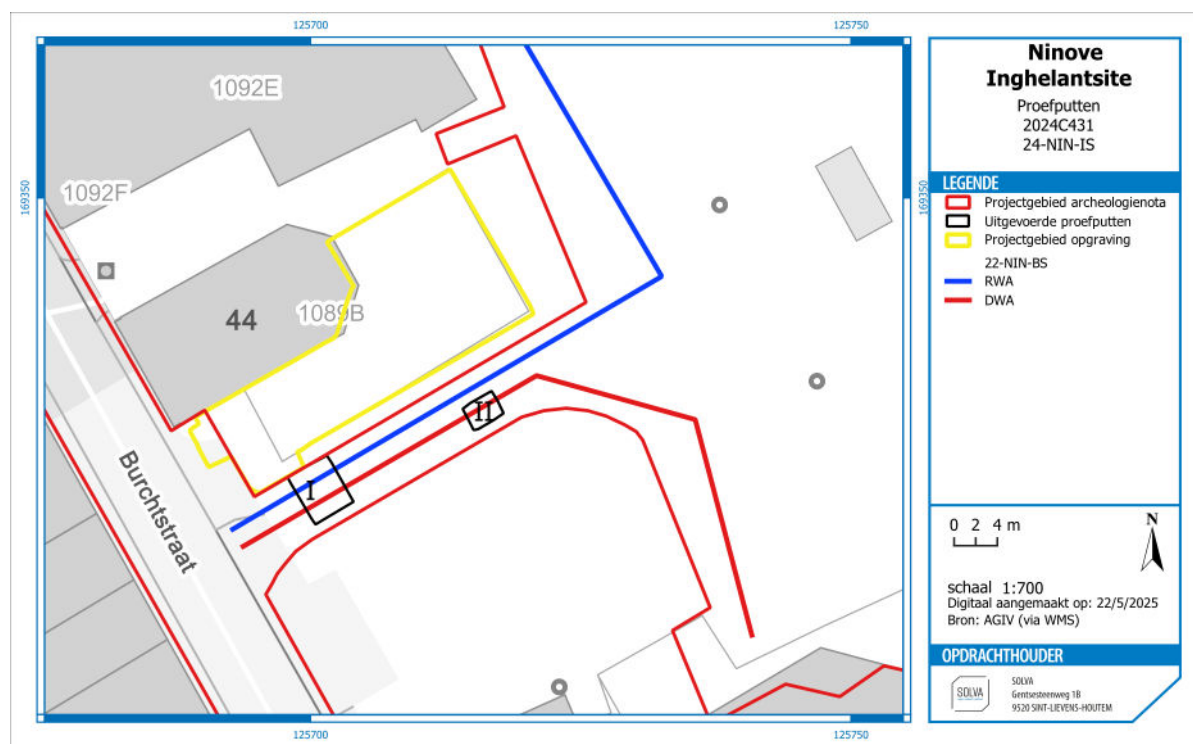 125700
125750
169350
169350
1092E
1092F
44
1089B
II
I
Burchtstraat
125700
125750
Ninove
Inghelantsite
Proefputten
2024C431
24-NIN-IS
LEGENDE
Projectgebied archeologienota
Uitgevoerde proefputten
Projectgebied opgraving
22-NIN-BS
RWA
DWA
0 2 4 m
N
schaal 1:700
Digitaal aangemaakt op: 22/5/2025
Bron: AGIV (via WMS)
OPDRACHTHOUDER
SOLVA
SOLVA
Gentsesteenweg 1B
9520 SINT-LIEVENS-HOUTEM